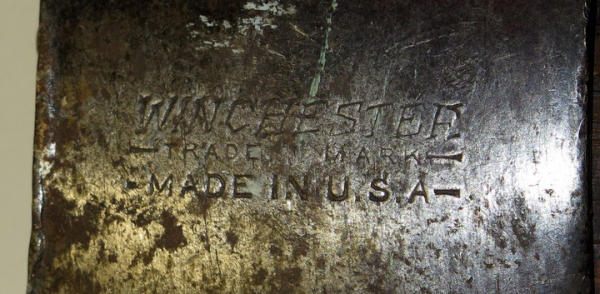 WINCHESTER
-TRADE MARK-
-MADE IN U.S.A-